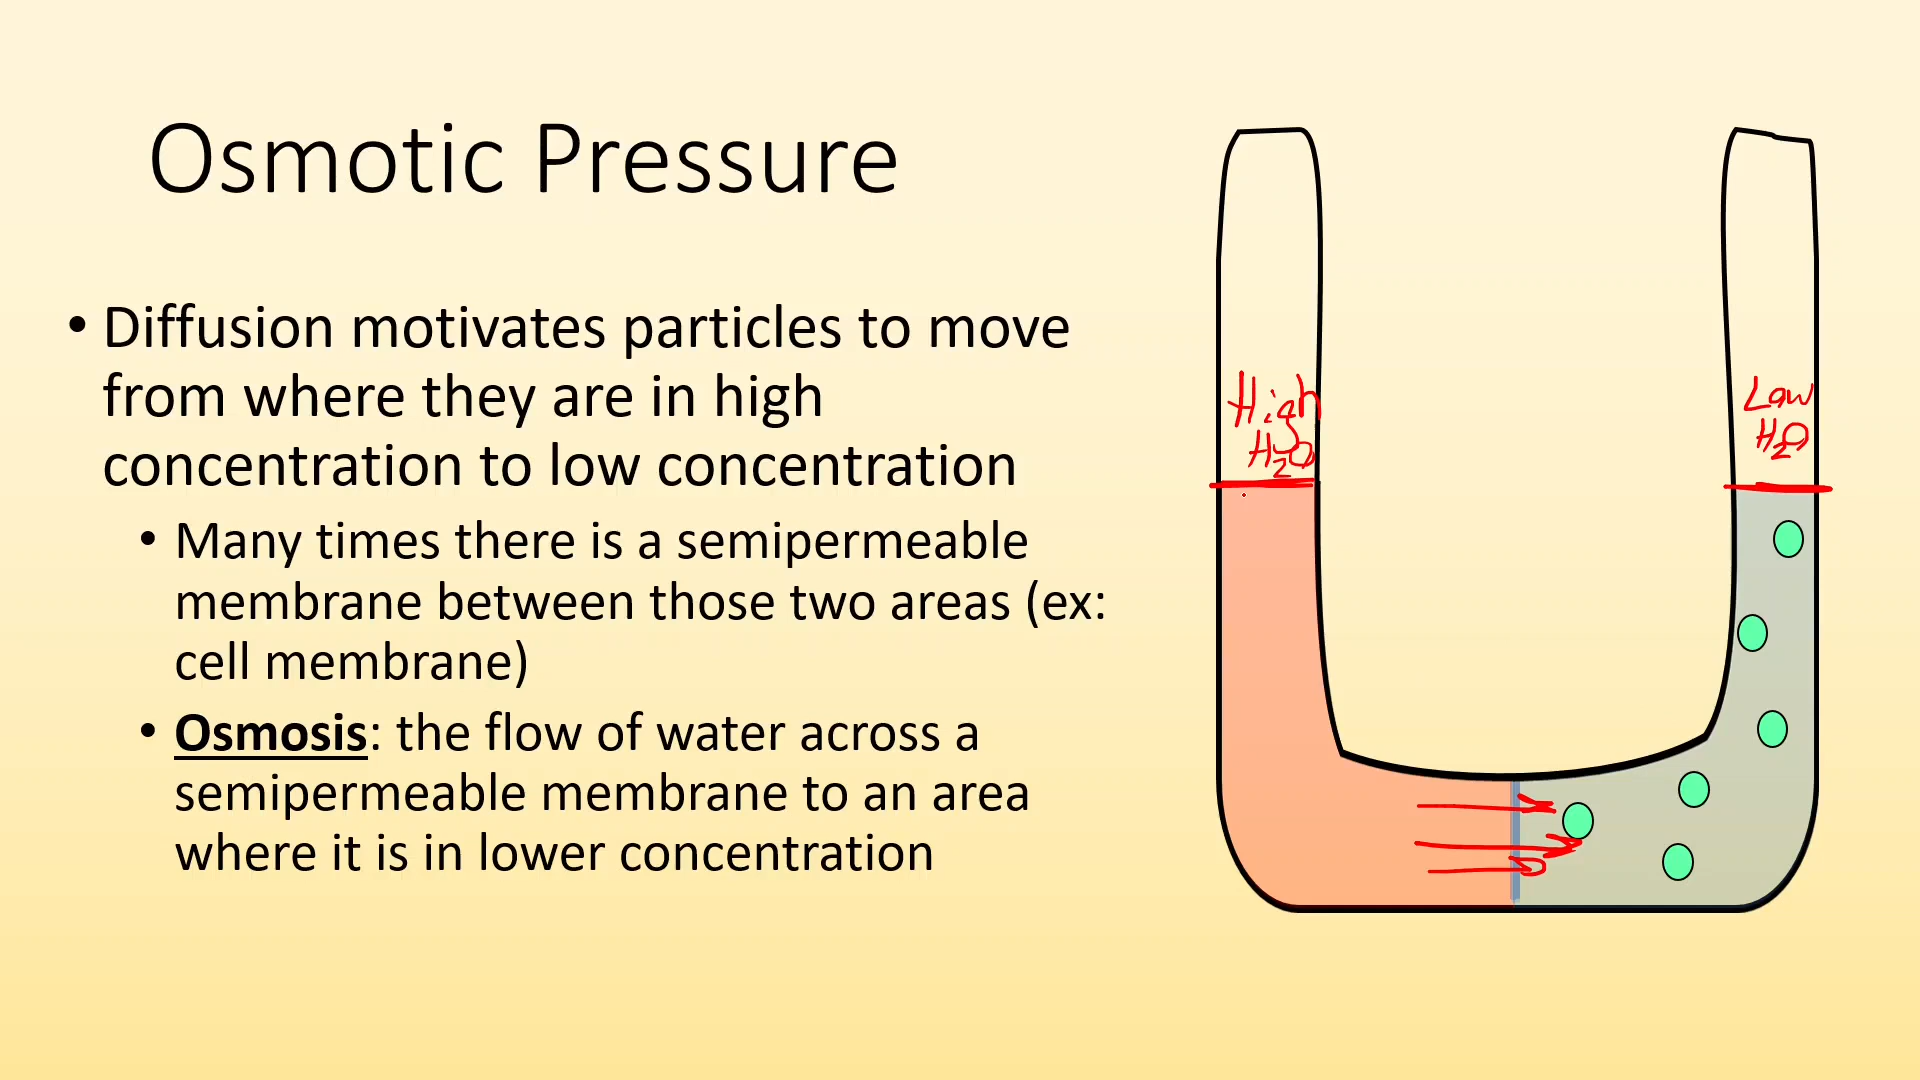 Osmotic Pressure
• Diffusion motivates particles to move
from where they are in high
concentration to low concentration
• Many times there is a semipermeable
membrane between those two areas (ex:
cell membrane)
• Osmosis: the flow of water across a
semipermeable membrane to an area
where it is in lower concentration
High
H2O
Low
H2O